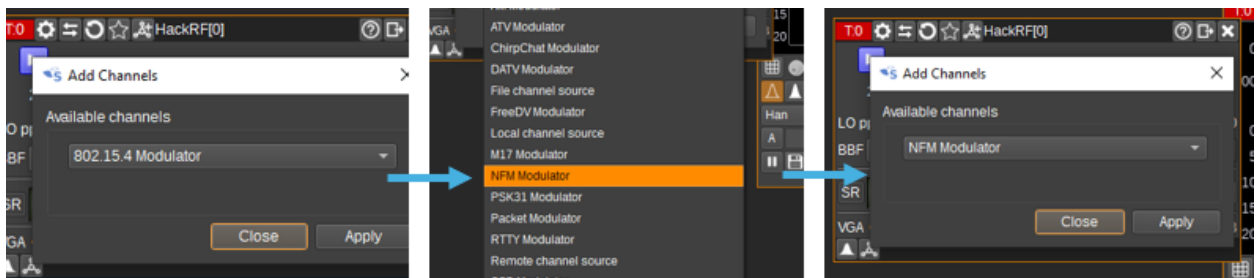 T:0 HackRF[0]
Add Channels
Available channels
802.15.4 Modulator
LO
BBF
SR
GA
Close Apply
VGA
15
20
ATV Modulator
ChirpChat Modulator
DATV Modulator
File channel source
FreeDV Modulator
Local channel source
M17 Modulator
NFM Modulator
PSK31 Modulator
Packet Modulator
RTTY Modulator
Remote channel source
Han
A
T:0 HackRF[0]
Add Channels
Available channels
NFM Modulator
LO
BBF
SR
VGA
Close Apply